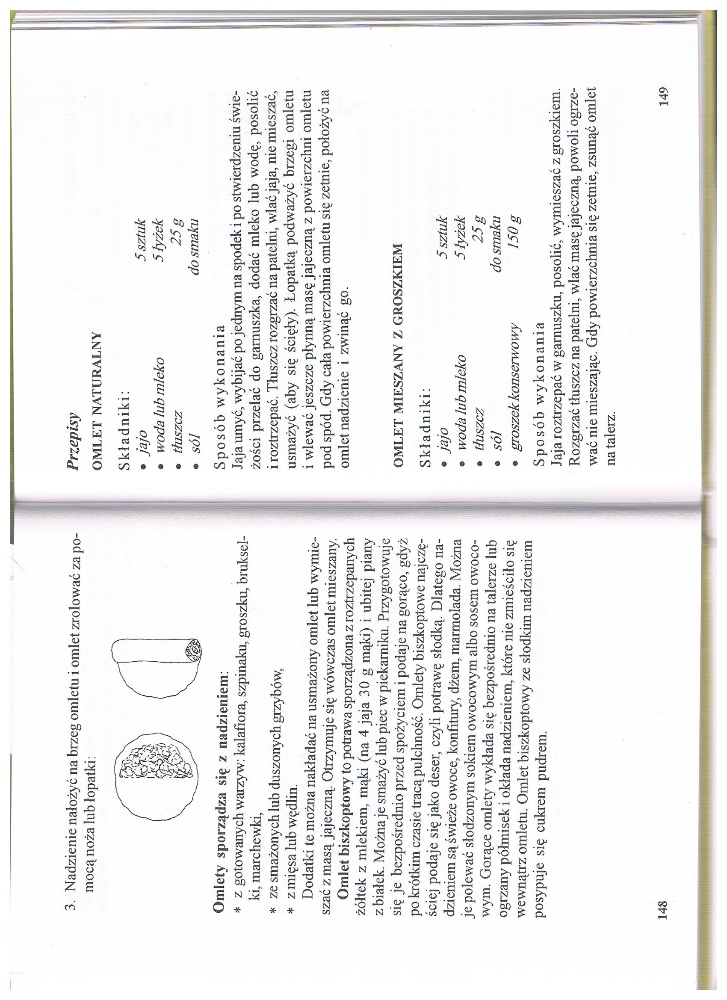 3. Nadzienie nałożyć na brzeg omletu i omlet zrolować za po-
mocą noża lub łopatki:
Omlety sporządza się z nadzieniem:
* z gotowanych warzyw: kalafiora, szpinaku, groszku, bruksel-
ki, marchewki,
* ze smażonych lub duszonych grzybów,
* z mięsa lub wędlin.
Dodatki te można nakładać na usmażony omlet lub wymie-
szać z masą jajeczną. Otrzymuje się wówczas omlet mieszany.
Omlet biszkoptowy to potrawa sporządzona z roztrzepanych
żółtek z mlekiem, mąki (na 4 jaja 30 g mąki) i ubitej piany
z białek. Można je smażyć lub piec w piekarniku. Przygotowuje
się je bezpośrednio przed spożyciem i podaje na gorąco, gdyż
po krótkim czasie tracą pulchność. Omlety biszkoptowe najczę-
ściej podaje się jako deser, czyli potrawę słodką. Dlatego na-
dzieniem są świeże owoce, konfitury, dżem, marmolada. Można
je polewać słodzonym sokiem owocowym albo sosem owoco-
wym. Gorące omlety wykłada się bezpośrednio na talerze lub
ogrzany półmisek i okłada nadzieniem, które nie zmieściło się
wewnątrz omletu. Omlet biszkoptowy ze słodkim nadzieniem
posypuje się cukrem pudrem.
148
Przepisy
OMLET NATURALNY
Składniki:
• jajo 5 sztuk
• woda lub mleko 5 łyżek
• tłuszcz 25 g
• sól do smaku
Sposób wykonania
Jaja umyć, wybijać po jednym na spodek i po stwierdzeniu świe-
żości przelać do garnuszka, dodać mleko lub wodę, posolić
i roztrzepać. Tłuszcz rozgrzać na patelni, wlać jaja, nie mieszać,
usmażyć (aby się ścięły). Łopatką podważyć brzegi omletu
i wlewać jeszcze płynną masę jajeczną z powierzchni omletu
pod spód. Gdy cała powierzchnia omletu się zetnie, położyć na
omlet nadzienie i zwinąć go.
OMLET MIESZANY Z GROSZKIEM
Składniki:
• jajo 5 sztuk
• woda lub mleko 5 łyżek
• tłuszcz 25 g
• sól do smaku
• groszek konserwowy 150 g
Sposób wykonania
Jaja roztrzepać w garnuszku, posolić, wymieszać z groszkiem.
Rozgrzać tłuszcz na patelni, wlać masę jajeczną, powoli ogrze-
wać nie mieszając. Gdy powierzchnia się zetnie, zsunąć omlet
na talerz.
149